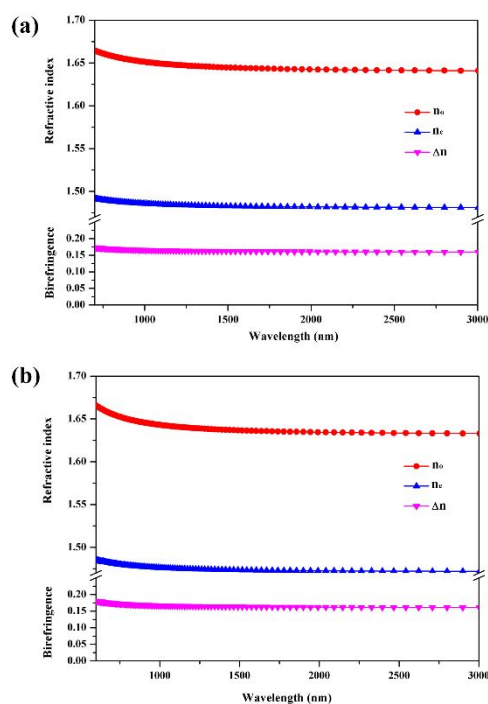 (a)
1.70
1.65
1.60
1.55
1.50
0.20
0.15
0.10
0.05
0.00
Refractive index
Birefringence
nₒ
nₑ
Δn
1000
1500
2000
2500
3000
Wavelength (nm)
(b)
1.70
1.65
1.60
1.55
1.50
0.20
0.15
0.10
0.05
0.00
Refractive index
Birefringence
nₒ
nₑ
Δn
1000
1500
2000
2500
3000
Wavelength (nm)